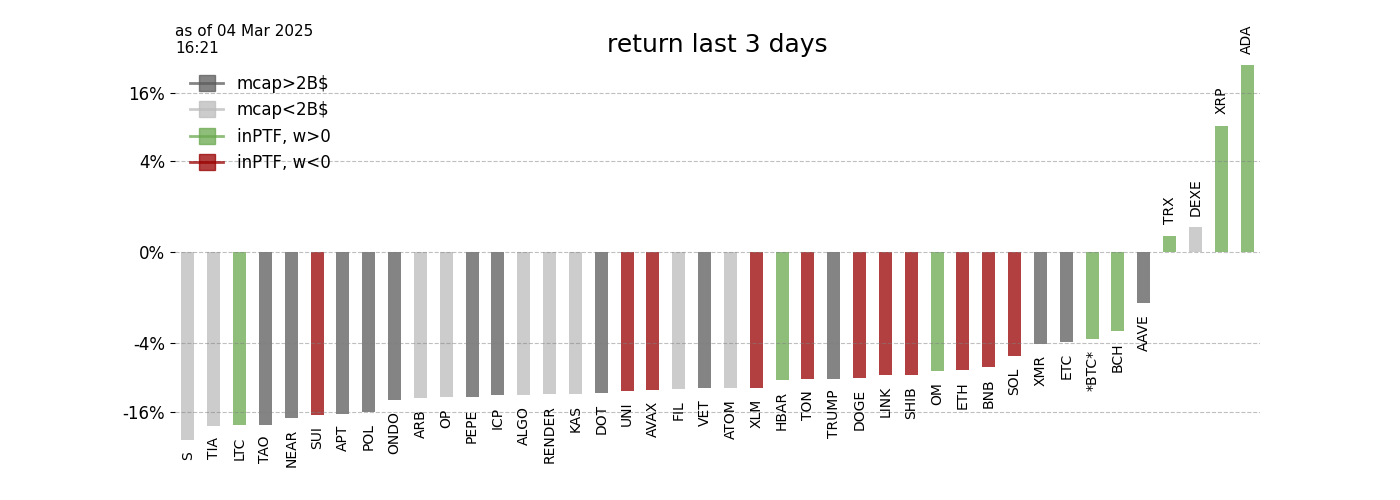 as of 04 Mar 2025
16:21
return last 3 days
mcap>2B$
mcap<2B$
inPTF, w>0
inPTF, w<0
16%
4%
0%
-4%
-16%
S
TIA
LTC
TAO
NEAR
SUI
APT
POL
ONDO
ARB
OP
PEPE
ICP
ALGO
RENDER
KAS
DOT
UNI
AVAX
FIL
VET
ATOM
XLM
HBAR
TON
TRUMP
DOGE
LINK
SHIB
OM
ETH
BNB
SOL
XMR
ETC
*BTC*
BCH
AAVE
TRX
DEXE
XRP
ADA